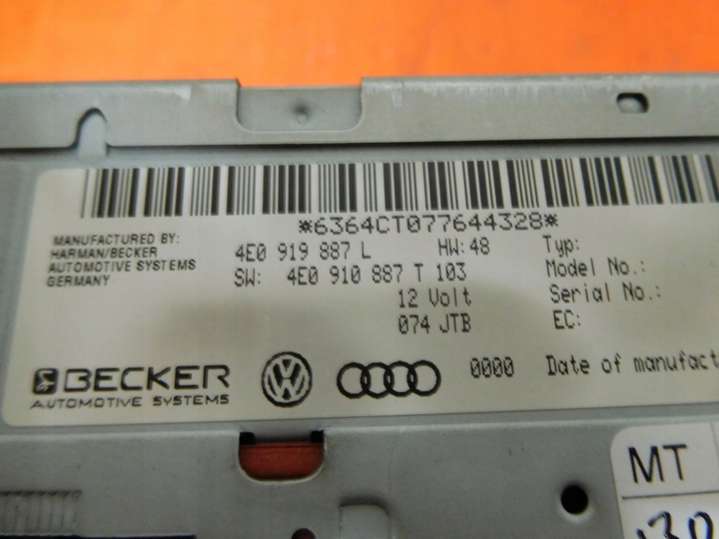 *6364CT077644328*
MANUFACTURED BY:
HARMAN/BECKER
AUTOMOTIVE SYSTEMS
GERMANY
4E0 919 887 L HW: 48
SW: 4E0 910 887 T 103
12 Volt
074 JTB
Typ:
Model No.:
Serial No.:
EC:
BECKER
AUTOMOTIVE SYSTEMS
0000 Date of manufact
MT